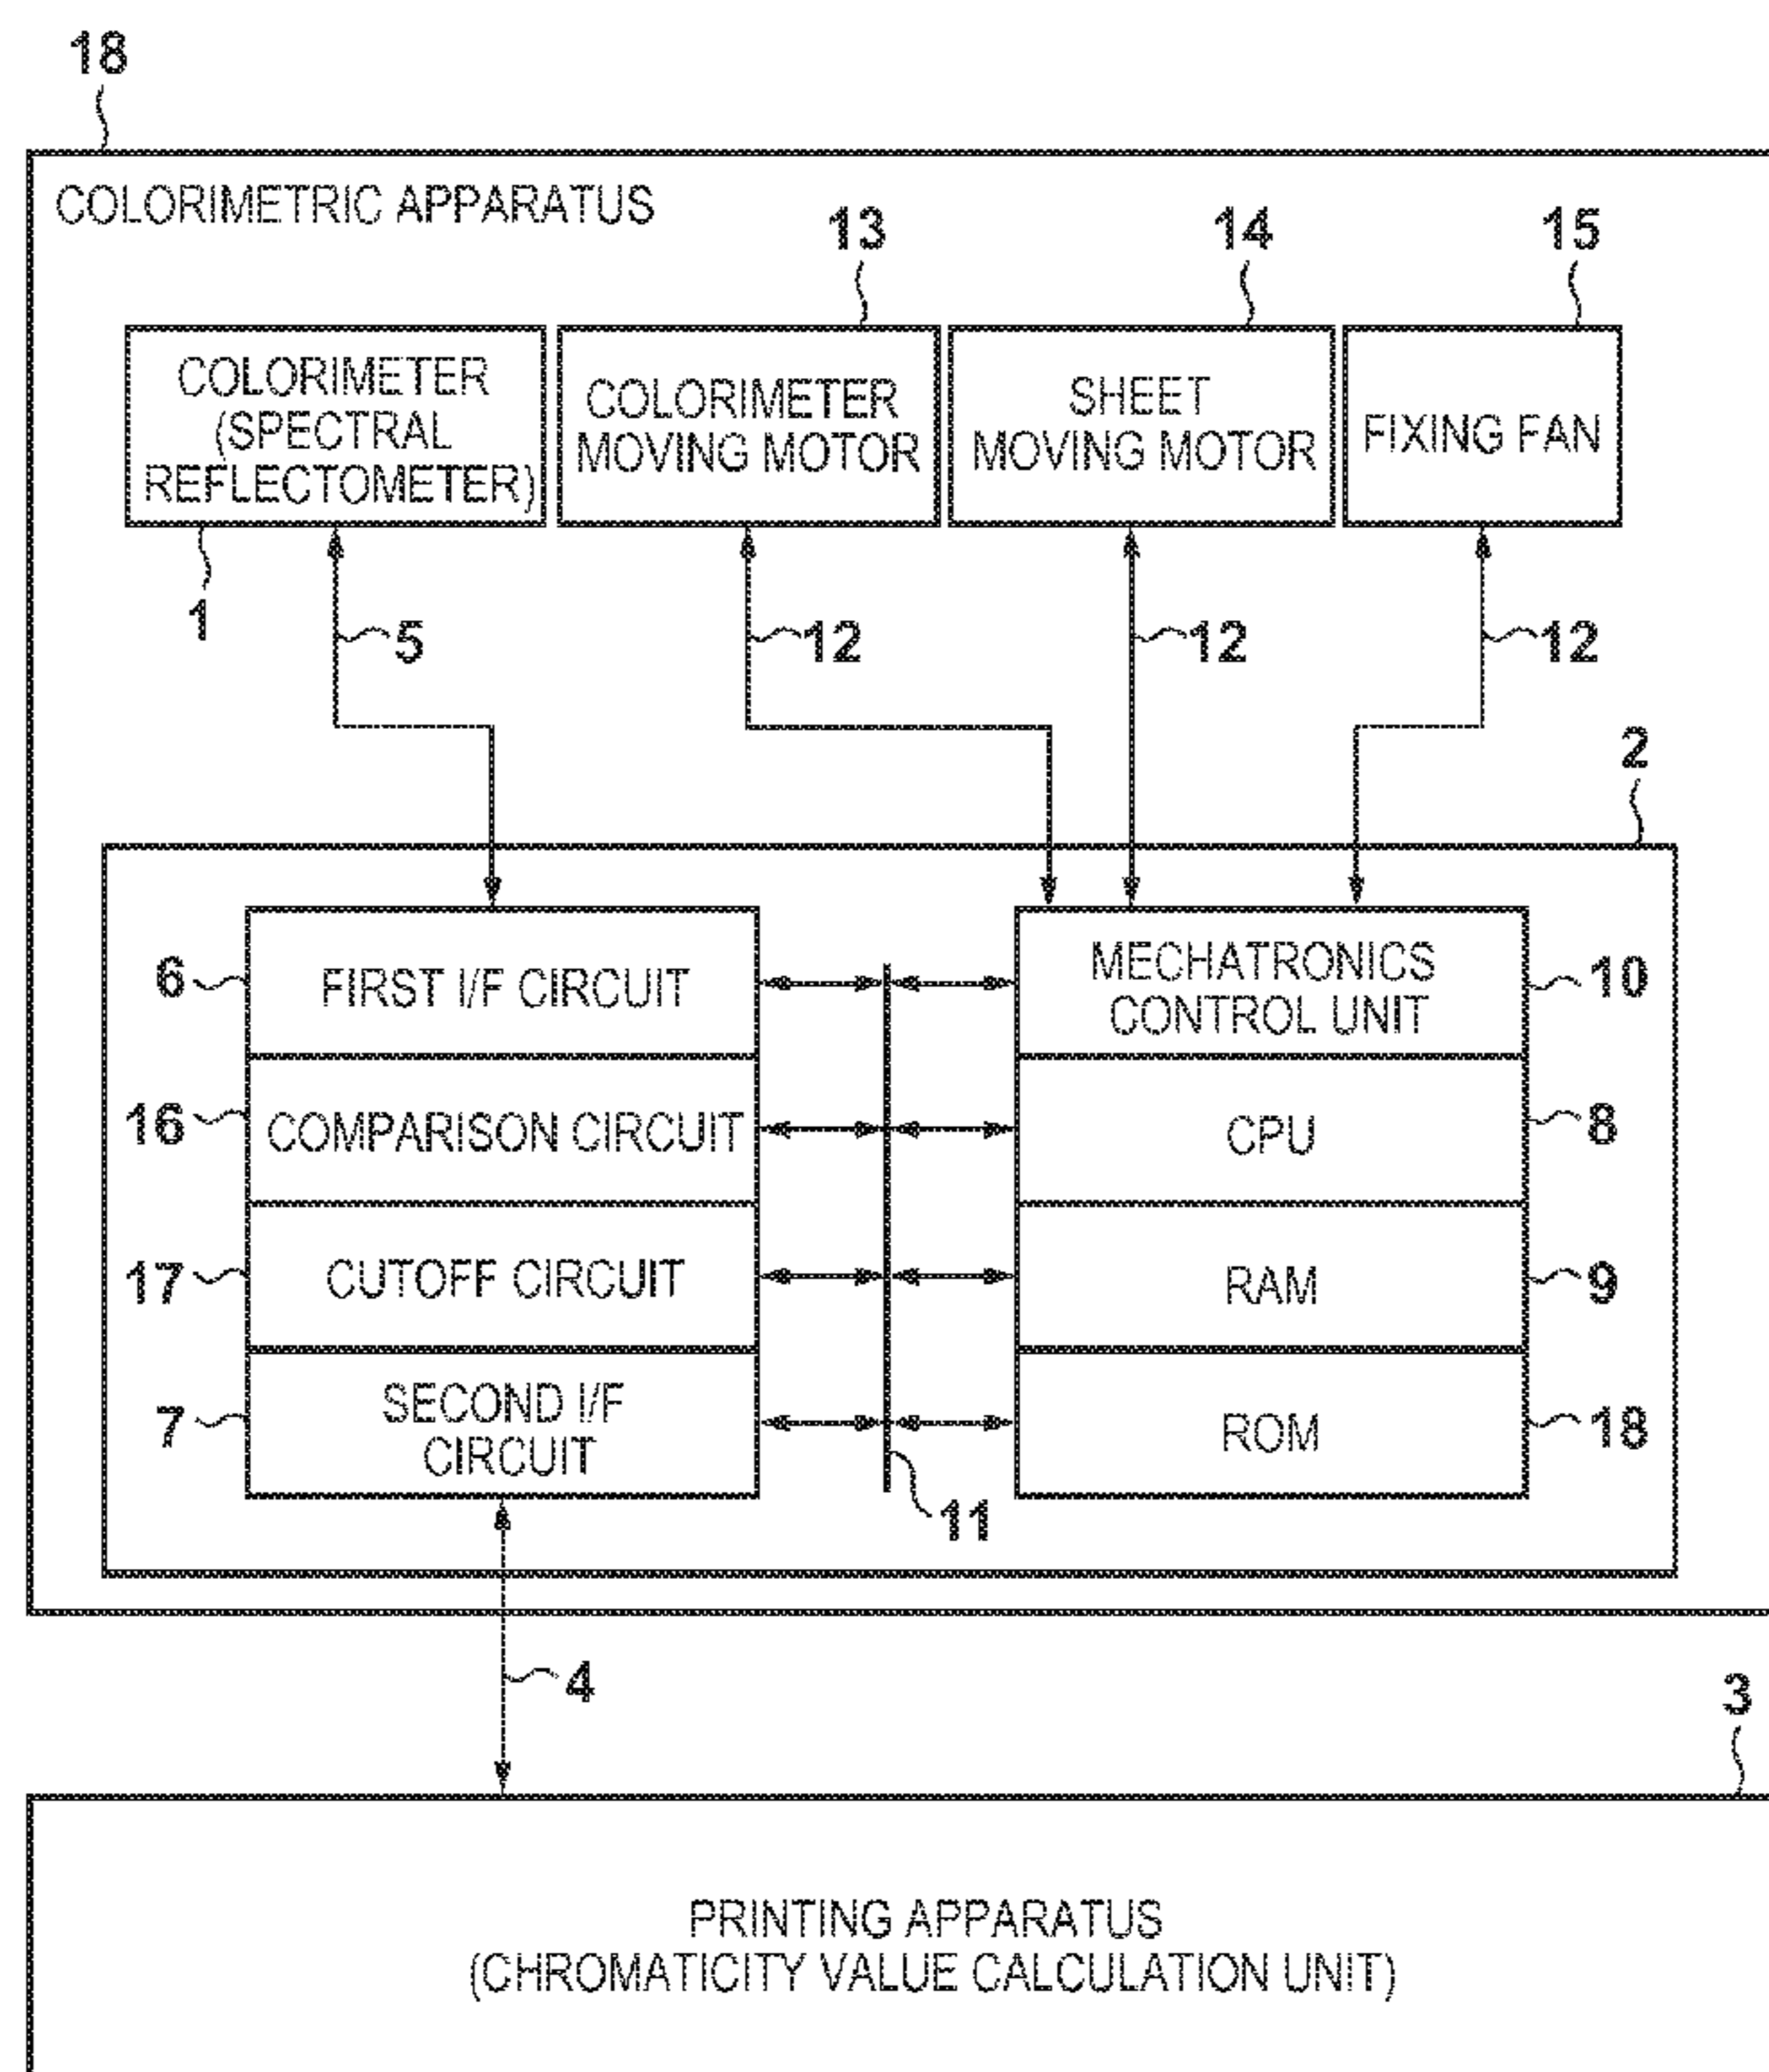 18
COLORIMETRIC APPARATUS
13
14
15
COLORIMETER
(SPECTRAL
REFLECTOMETER)
COLORIMETER
MOVING MOTOR
SHEET
MOVING MOTOR
FIXING FAN
1
5
12
12
12
2
6
FIRST I/F CIRCUIT
MECHATRONICS
CONTROL UNIT
10
16
COMPARISON CIRCUIT
CPU
8
17
CUTOFF CIRCUIT
RAM
9
7
SECOND I/F
CIRCUIT
ROM
18
11
4
3
PRINTING APPARATUS
(CHROMATICITY VALUE CALCULATION UNIT)